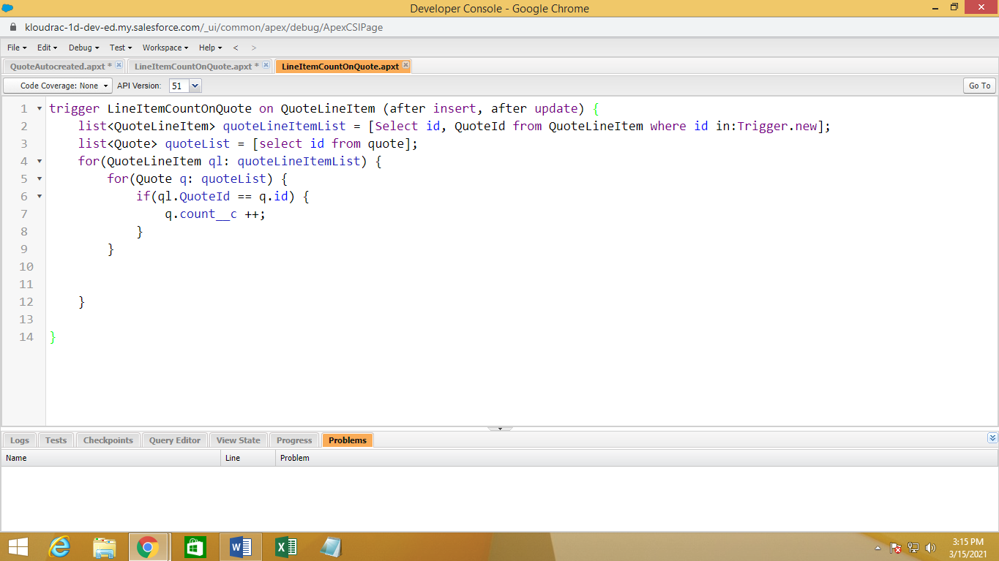 Developer Console - Google Chrome
kloudrac-1d-dev-ed.my.salesforce.com/_ui/common/apex/debug/ApexCSIPage
File Edit Debug Test Workspace Help < >
QuoteAutocreated.apxt * LineItemCountOnQuote.apxt * LineItemCountOnQuote.apxt
Code Coverage: None API Version: 51 Go To
1 trigger LineItemCountOnQuote on QuoteLineItem (after insert, after update) {
2 list<QuoteLineItem> quoteLineItemList = [Select id, QuoteId from QuoteLineItem where id in:Trigger.new];
3 list<Quote> quoteList = [select id from quote];
4 for(QuoteLineItem ql: quoteLineItemList) {
5 for(Quote q: quoteList) {
6 if(ql.QuoteId == q.id) {
7 q.count__c ++;
8 }
9 }
10
11
12 }
13
14 }
Logs Tests Checkpoints Query Editor View State Progress Problems
Name Line Problem
3:15 PM
3/15/2021